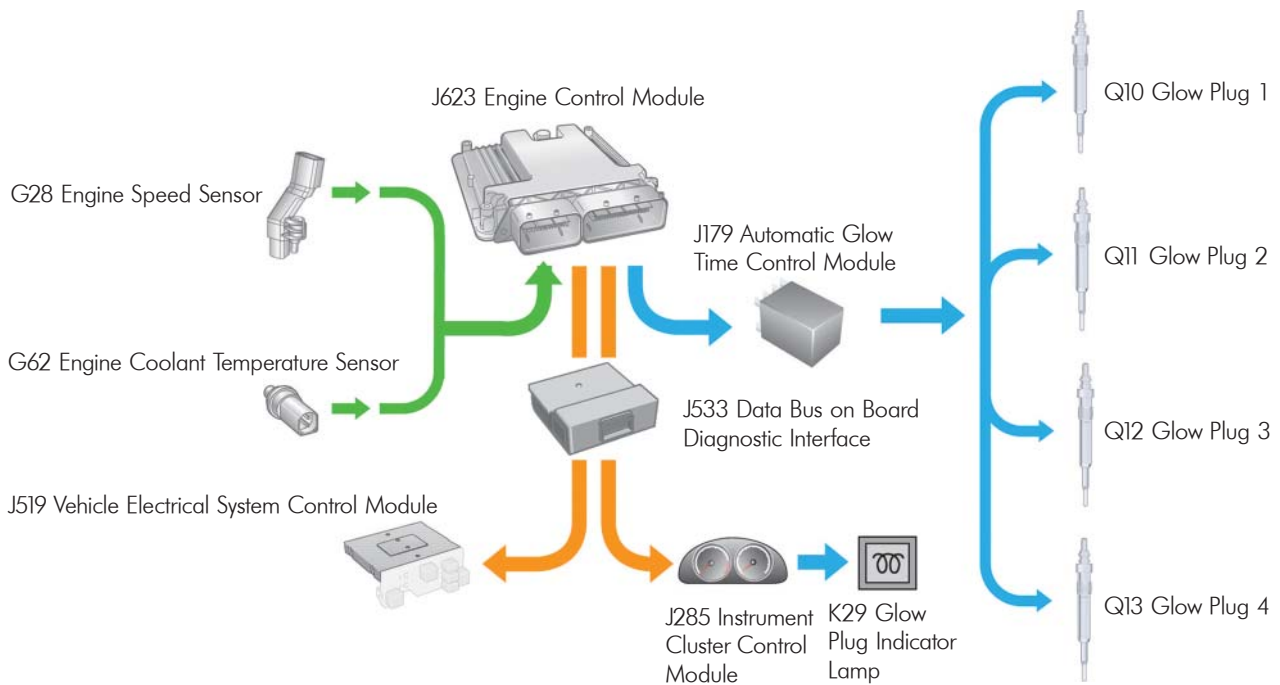 J623 Engine Control Module
Q10 Glow Plug 1
G28 Engine Speed Sensor
J179 Automatic Glow
Time Control Module
Q11 Glow Plug 2
G62 Engine Coolant Temperature Sensor
J533 Data Bus on Board
Diagnostic Interface
Q12 Glow Plug 3
J519 Vehicle Electrical System Control Module
J285 Instrument
Cluster Control
Module
K29 Glow
Plug Indicator
Lamp
Q13 Glow Plug 4